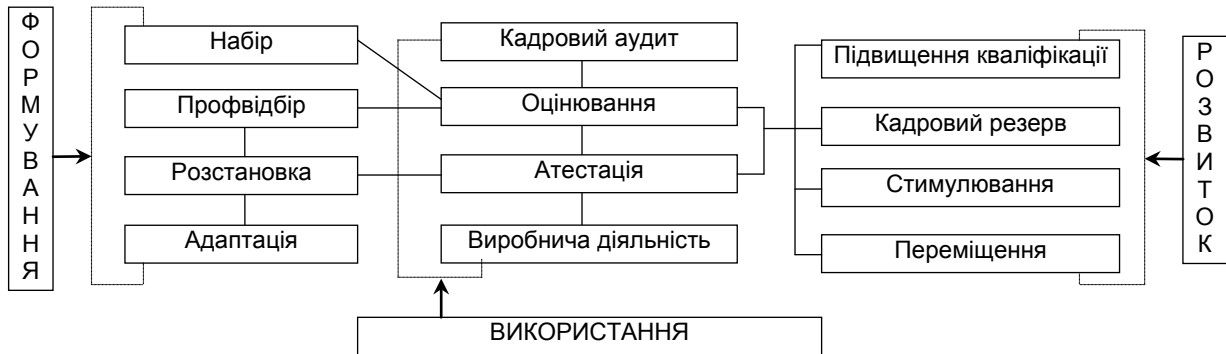 ФОРМУВАННЯ
Набір
Профвідбір
Розстановка
Адаптація
Кадровий аудит
Оцінювання
Атестація
Виробнича діяльність
Підвищення кваліфікації
Кадровий резерв
Стимулювання
Переміщення
РОЗВИТОК
ВИКОРИСТАННЯ